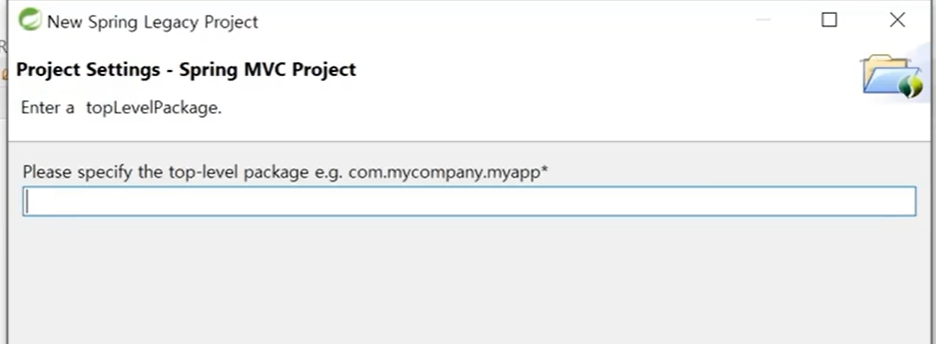 New Spring Legacy Project
Project Settings - Spring MVC Project
Enter a topLevelPackage.
Please specify the top-level package e.g. com.mycompany.myapp*